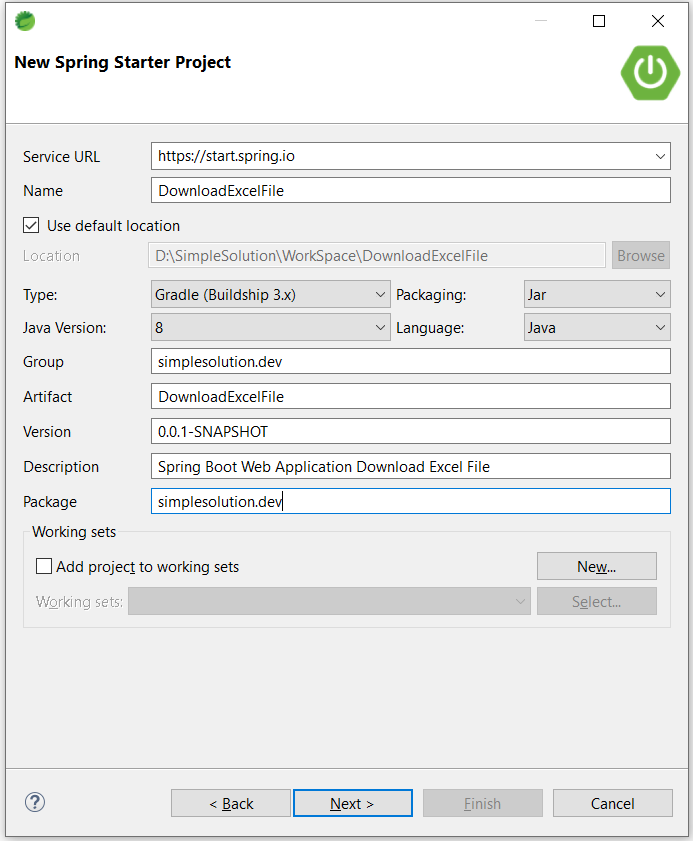 New Spring Starter Project
Service URL https://start.spring.io
Name DownloadExcelFile
Use default location
Location D:\SimpleSolution\WorkSpace\DownloadExcelFile Browse
Type: Gradle (Buildship 3.x) Packaging: Jar
Java Version: 8 Language: Java
Group simplesolution.dev
Artifact DownloadExcelFile
Version 0.0.1-SNAPSHOT
Description Spring Boot Web Application Download Excel File
Package simplesolution.dev
Working sets
Add project to working sets New...
Working sets: Select...
? < Back Next > Finish Cancel